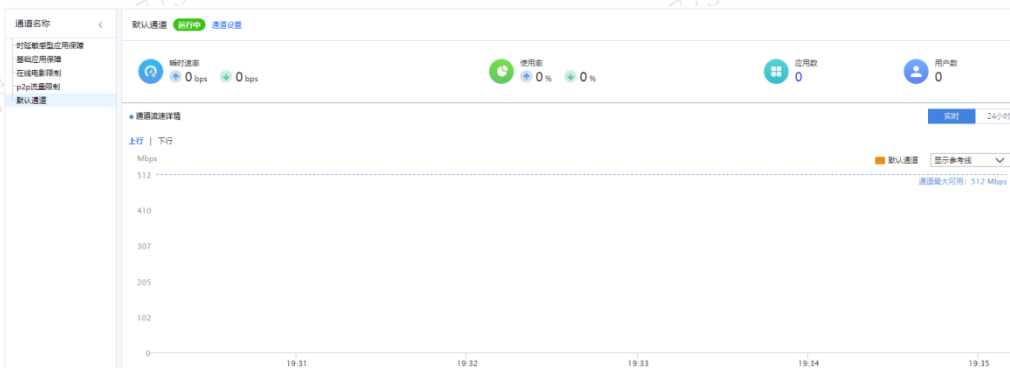 通道名称
时延敏感型应用保障
基础应用保障
在线电影限制
p2p流量限制
默认通道
默认通道 运行中 通道设置
瞬时速率
0 bps 0 bps
使用率
0 % 0 %
应用数
0
用户数
0
通道流速详情
实时 24小时
上行 | 下行
Mbps
默认通道 显示参考线
512
通道最大可用：512 Mbps
410
307
205
102
0
19:31 19:32 19:33 19:34 19:35